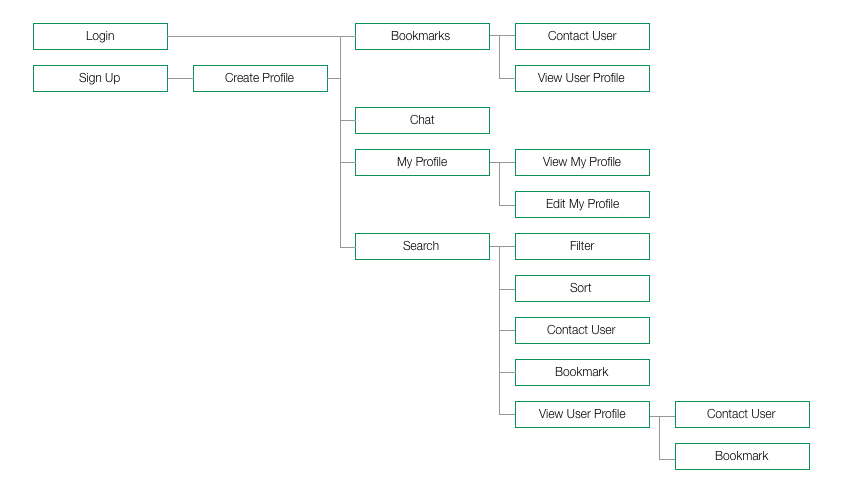 Login
Bookmarks
Contact User
Sign Up
Create Profile
View User Profile
Chat
My Profile
View My Profile
Edit My Profile
Search
Filter
Sort
Contact User
Bookmark
View User Profile
Contact User
Bookmark